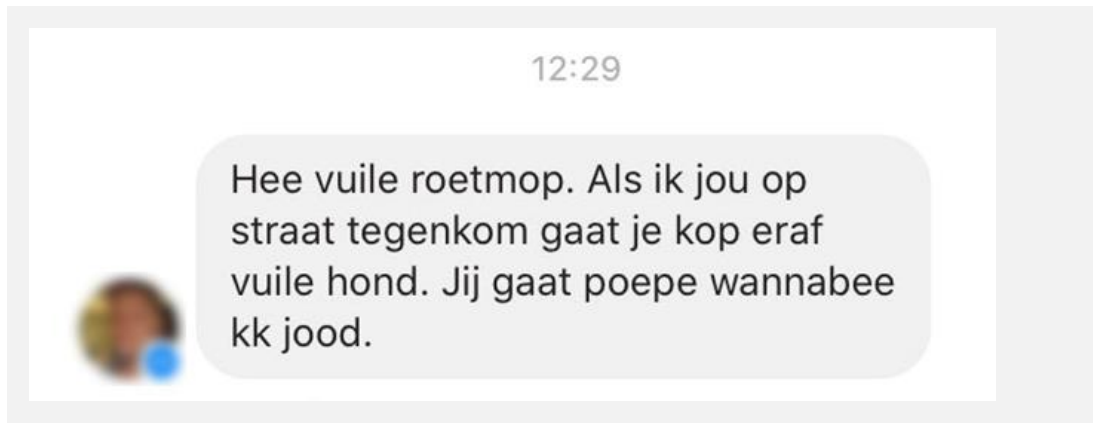 12:29
Hee vuile roetmop. Als ik jou op
straat tegenkom gaat je kop eraf
vuile hond. Jij gaat poepe wannabee
kk jood.